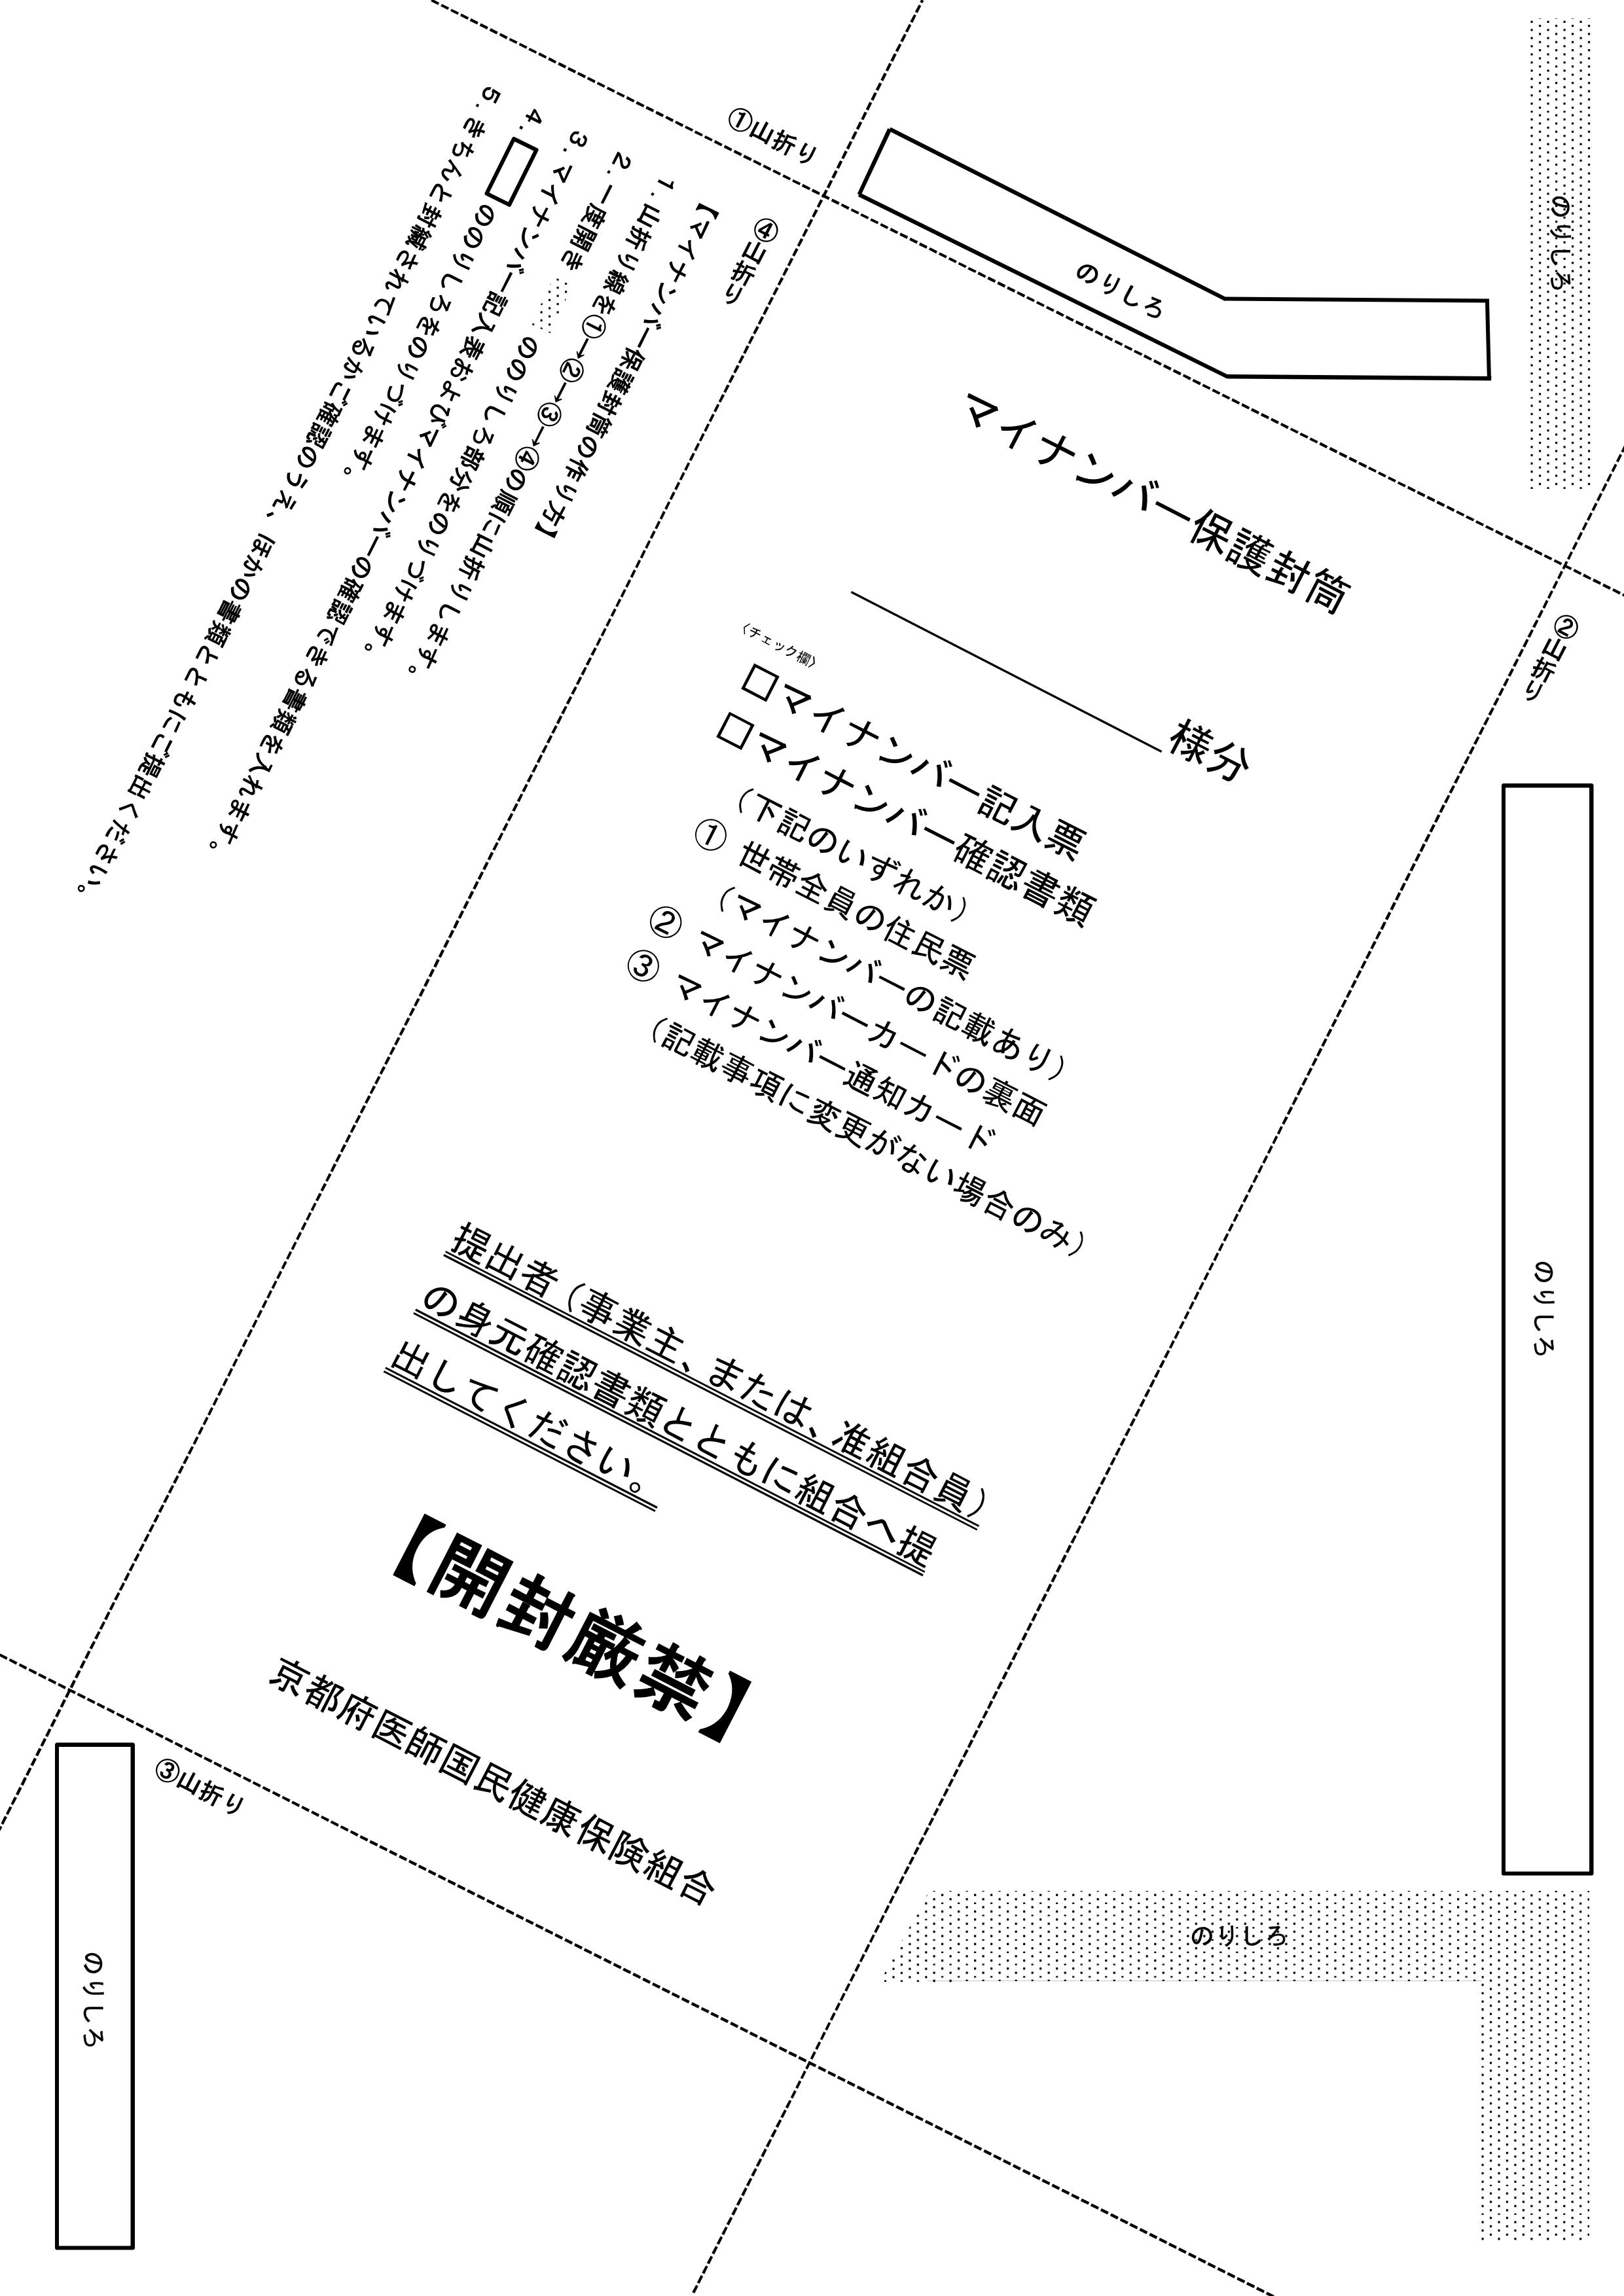 ①山折り
④山折り
【マイナンバー保護封筒の作り方】
1．山折り線を①→②→③→④の順に山折りします。
2．一度開き ののりしろ部分をのりづけます。
3．マイナンバー記入表およびマイナンバーの確認できる書類を入れます。
4． ののりしろをのりづけます。
5．きちんと封緘されているかご確認のうえ、ほかの書類とともにご提出ください。
のりしろ
のりしろ
マイナンバー保護封筒
②山折り
様分
〈チェック欄〉
□マイナンバー記入票
□マイナンバー確認書類
（下記のいずれか）
① 世帯全員の住民票
（マイナンバーの記載あり）
② マイナンバーカードの裏面
③ マイナンバー通知カード
（記載事項に変更がない場合のみ）
提出者（事業主、または、准組合員）
の身元確認書類とともに組合へ提
出してください。
【開封厳禁】
京都府医師国民健康保険組合
③山折り
のりしろ
のりしろ
のりしろ